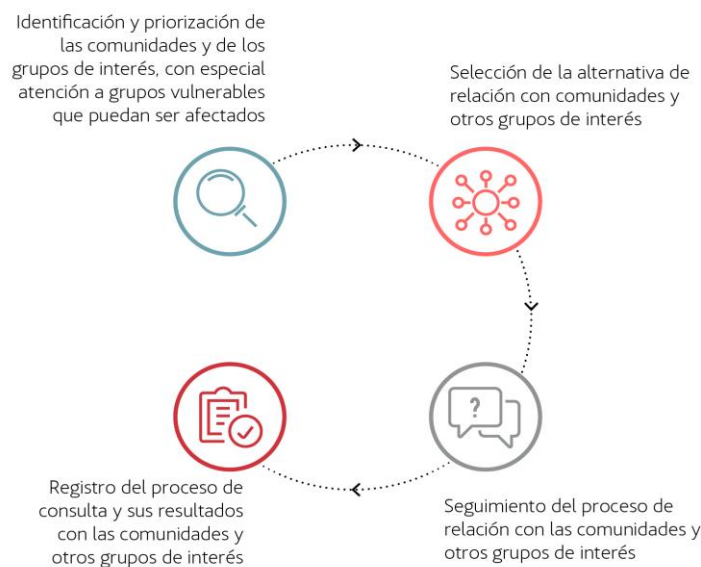 Identificación y priorización de
las comunidades y de los
grupos de interés, con especial
atención a grupos vulnerables
que puedan ser afectados
Selección de la alternativa de
relación con comunidades y
otros grupos de interés
?
Seguimiento del proceso de
relación con las comunidades y
otros grupos de interés
Registro del proceso de
consulta y sus resultados
con las comunidades y
otros grupos de interés